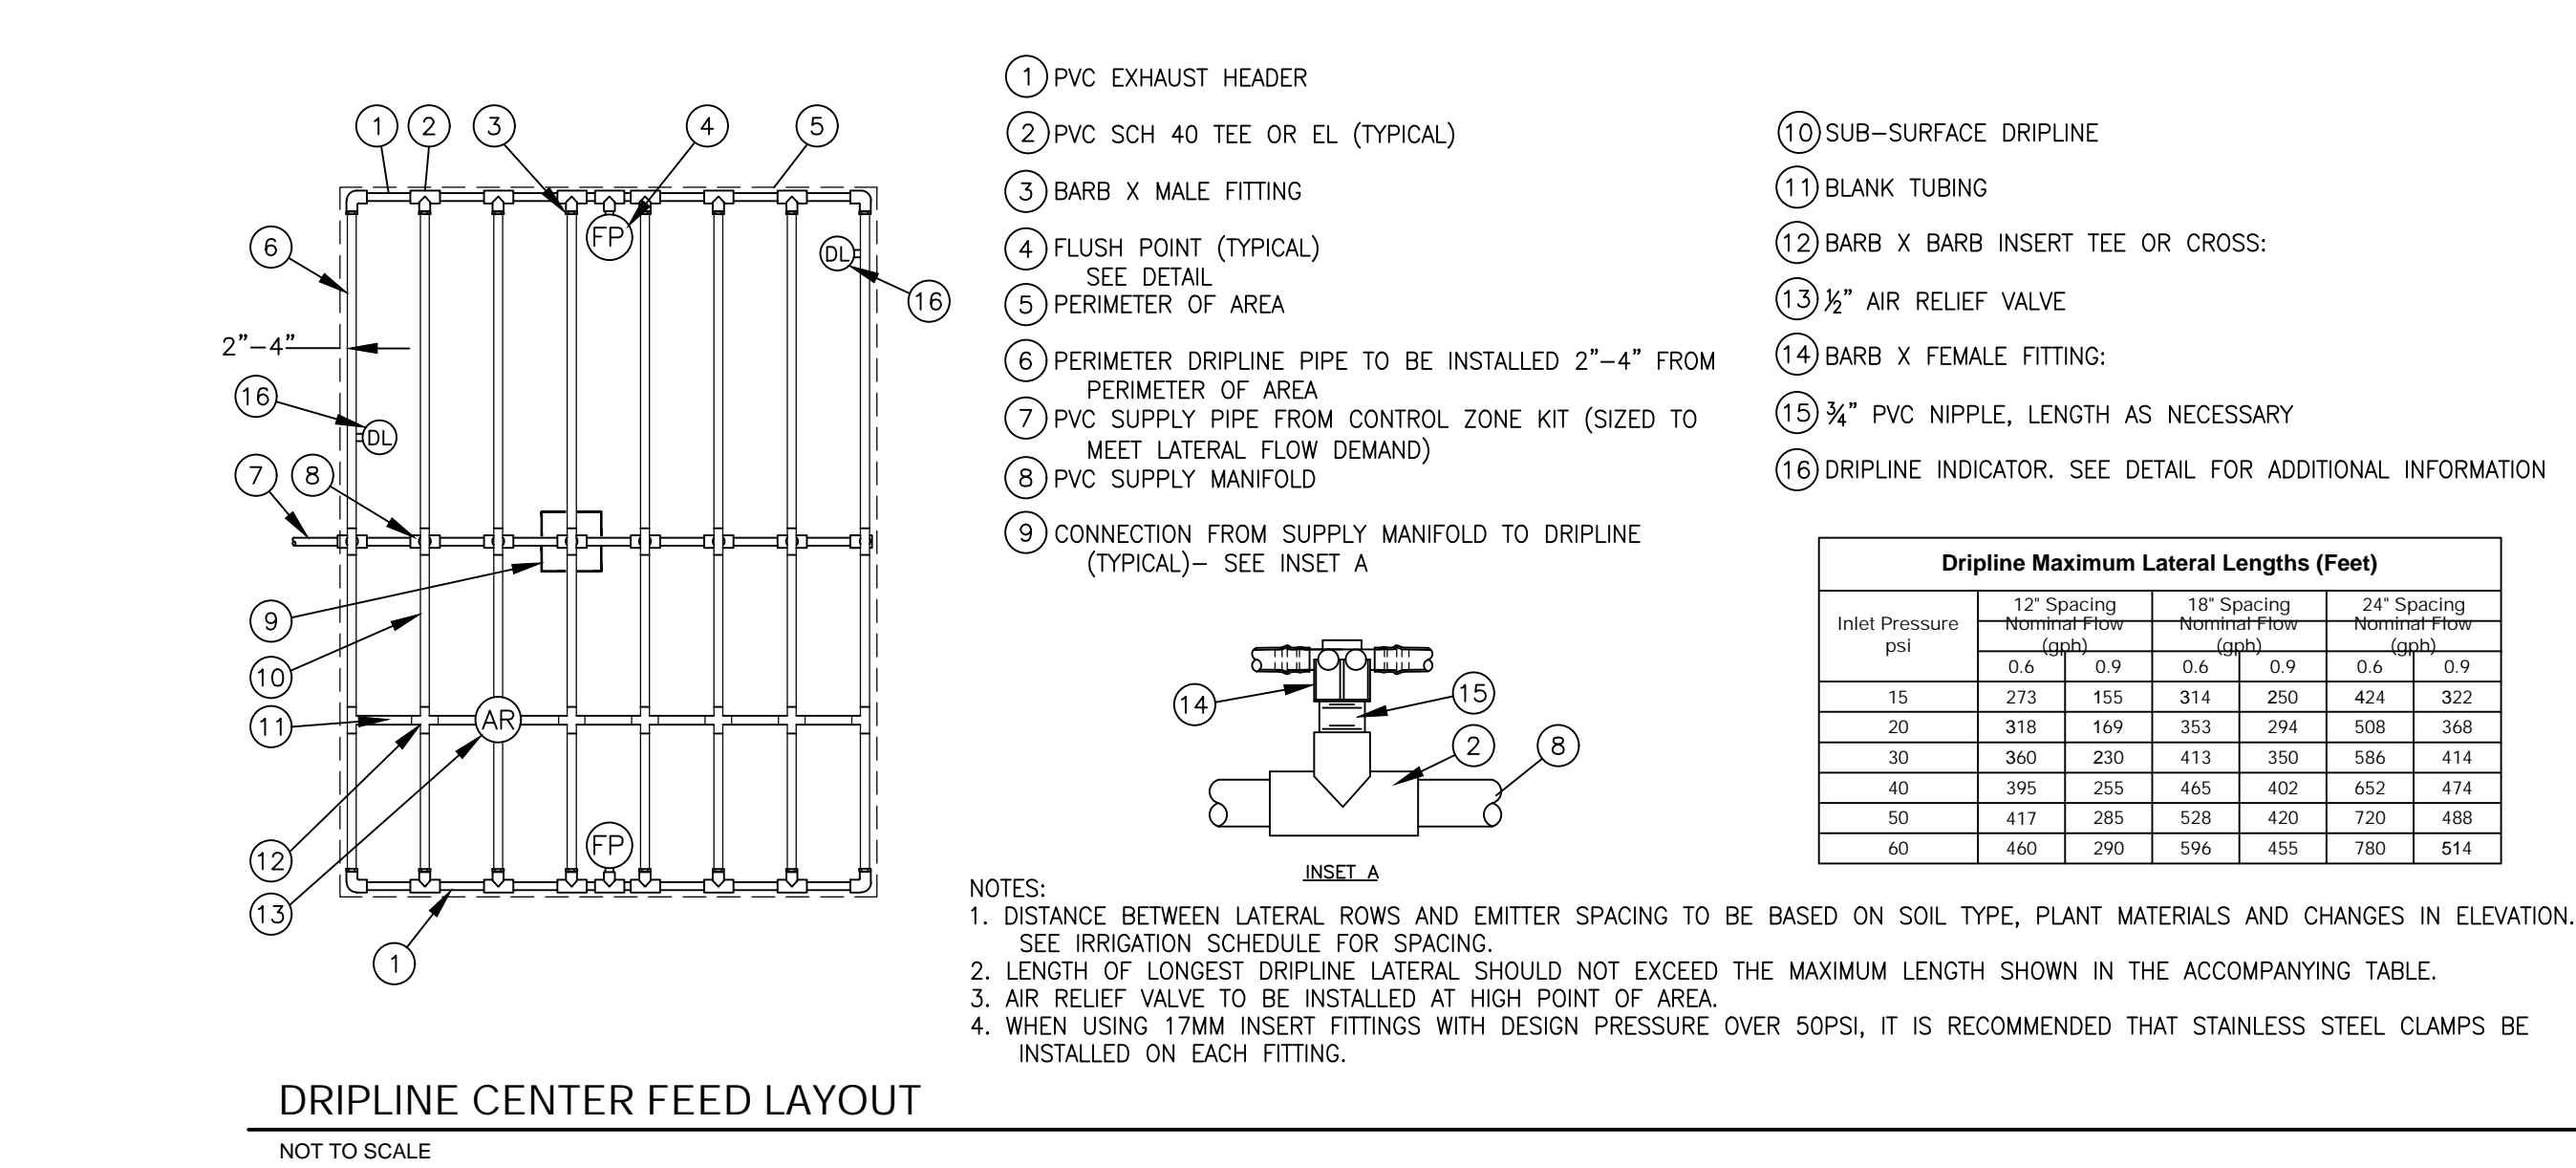 1 2 3 4 5
6
16
2"-4"
16
7 8
9
10
11
12
13
1
FP
DL
DL
AR
FP
1 PVC EXHAUST HEADER
2 PVC SCH 40 TEE OR EL (TYPICAL)
3 BARB X MALE FITTING
4 FLUSH POINT (TYPICAL)
SEE DETAIL
5 PERIMETER OF AREA
6 PERIMETER DRIPLINE PIPE TO BE INSTALLED 2"-4" FROM
PERIMETER OF AREA
7 PVC SUPPLY PIPE FROM CONTROL ZONE KIT (SIZED TO
MEET LATERAL FLOW DEMAND)
8 PVC SUPPLY MANIFOLD
9 CONNECTION FROM SUPPLY MANIFOLD TO DRIPLINE
(TYPICAL)- SEE INSET A
10 SUB-SURFACE DRIPLINE
11 BLANK TUBING
12 BARB X BARB INSERT TEE OR CROSS:
13 ½" AIR RELIEF VALVE
14 BARB X FEMALE FITTING:
15 ¾" PVC NIPPLE, LENGTH AS NECESSARY
16 DRIPLINE INDICATOR. SEE DETAIL FOR ADDITIONAL INFORMATION
14
15
2
8
INSET A
Dripline Maximum Lateral Lengths (Feet)
Inlet Pressure
psi
12" Spacing 18" Spacing 24" Spacing
Nominal Flow Nominal Flow Nominal Flow
(gph) (gph) (gph)
0.6 0.9 0.6 0.9 0.6 0.9
15 273 155 314 250 424 322
20 318 169 353 294 508 368
30 360 230 413 350 586 414
40 395 255 465 402 652 474
50 417 285 528 420 720 488
60 460 290 596 455 780 514
NOTES:
1. DISTANCE BETWEEN LATERAL ROWS AND EMITTER SPACING TO BE BASED ON SOIL TYPE, PLANT MATERIALS AND CHANGES IN ELEVATION.
SEE IRRIGATION SCHEDULE FOR SPACING.
2. LENGTH OF LONGEST DRIPLINE LATERAL SHOULD NOT EXCEED THE MAXIMUM LENGTH SHOWN IN THE ACCOMPANYING TABLE.
3. AIR RELIEF VALVE TO BE INSTALLED AT HIGH POINT OF AREA.
4. WHEN USING 17MM INSERT FITTINGS WITH DESIGN PRESSURE OVER 50PSI, IT IS RECOMMENDED THAT STAINLESS STEEL CLAMPS BE
INSTALLED ON EACH FITTING.
DRIPLINE CENTER FEED LAYOUT
NOT TO SCALE